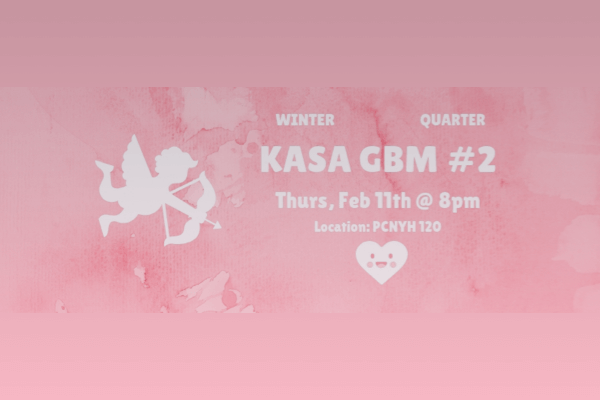 WINTER QUARTER
KASA GBM #2
Thurs, Feb 11th @ 8pm
Location: PCNYH 120